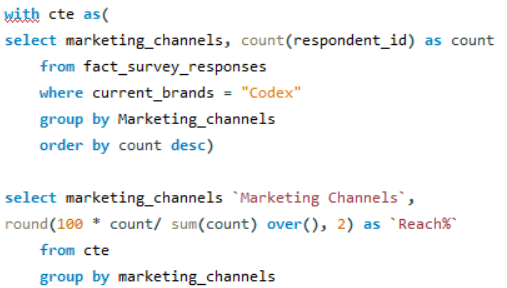 with cte as(
select marketing_channels, count(respondent_id) as count
from fact_survey_responses
where current_brands = "Codex"
group by Marketing_channels
order by count desc)
select marketing_channels `Marketing Channels`,
round(100 * count/ sum(count) over(), 2) as `Reach%`
from cte
group by marketing_channels